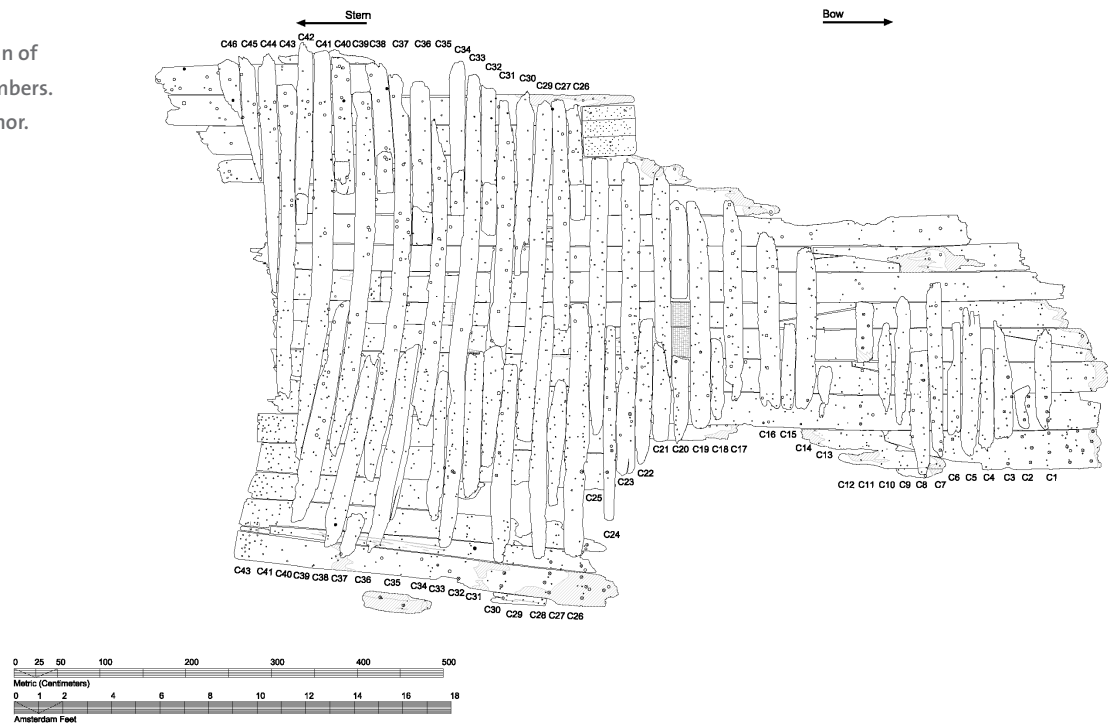 n of
nbers.
nor.
Stern
Bow
C46 C45 C44 C43 C42 C41 C40 C39 C38 C37 C36 C35 C34 C33 C32 C31 C30 C29 C27 C26
C25
C24
C23
C22
C21 C20 C19 C18 C17
C16 C15
C14
C13
C12 C11 C10 C9 C8 C7 C6 C5 C4 C3 C2 C1
C43 C41 C40 C39 C38 C37 C36 C35 C34 C33 C32 C31
C30 C29 C28 C27 C26
0 25 50 100 200 300 400 500
Metric (Centimeters)
0 1 2 4 6 8 10 12 14 16 18
Amsterdam Feet